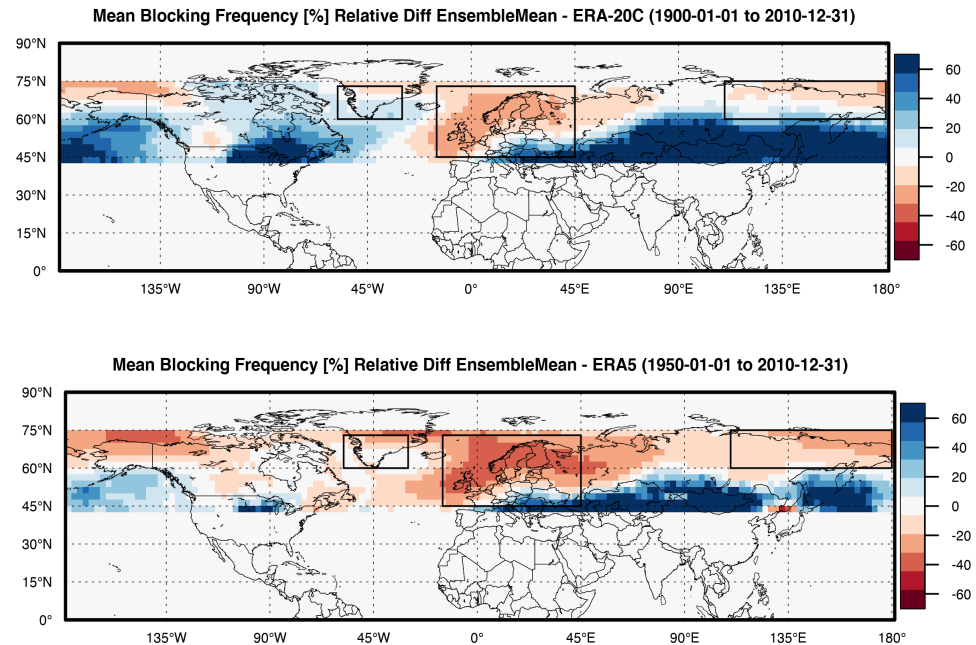 Mean Blocking Frequency [%] Relative Diff EnsembleMean - ERA-20C (1900-01-01 to 2010-12-31)
90°N
75°N
60°N
45°N
30°N
15°N
0°
135°W 90°W 45°W 0° 45°E 90°E 135°E 180°
60
40
20
0
-20
-40
-60
Mean Blocking Frequency [%] Relative Diff EnsembleMean - ERA5 (1950-01-01 to 2010-12-31)
90°N
75°N
60°N
45°N
30°N
15°N
0°
135°W 90°W 45°W 0° 45°E 90°E 135°E 180°
60
40
20
0
-20
-40
-60